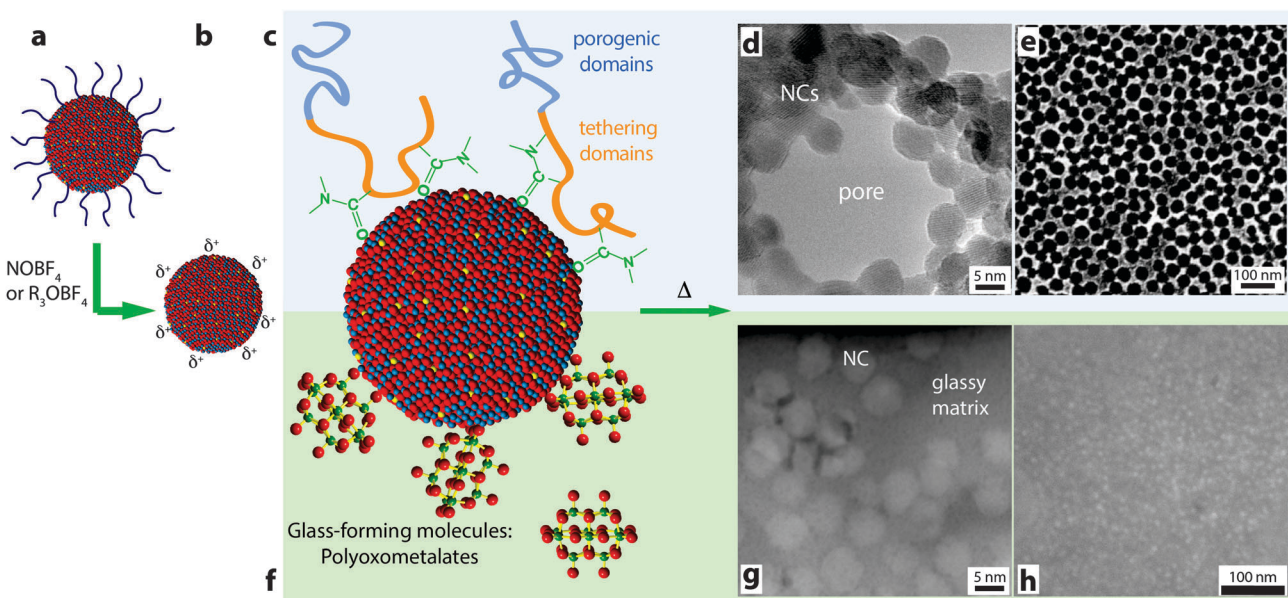 a
b
c
porogenic
domains
tethering
domains
N
C
O
C
O
N
N
C
O
C
O
N
NOBF₄
or R₃OBF₄
δ⁺
δ⁺
δ⁺
δ⁺
δ⁺
δ⁺
δ⁺
Δ
d
NCs
pore
5 nm
e
100 nm
Glass-forming molecules:
Polyoxometalates
f
NC
glassy
matrix
g
5 nm
h
100 nm